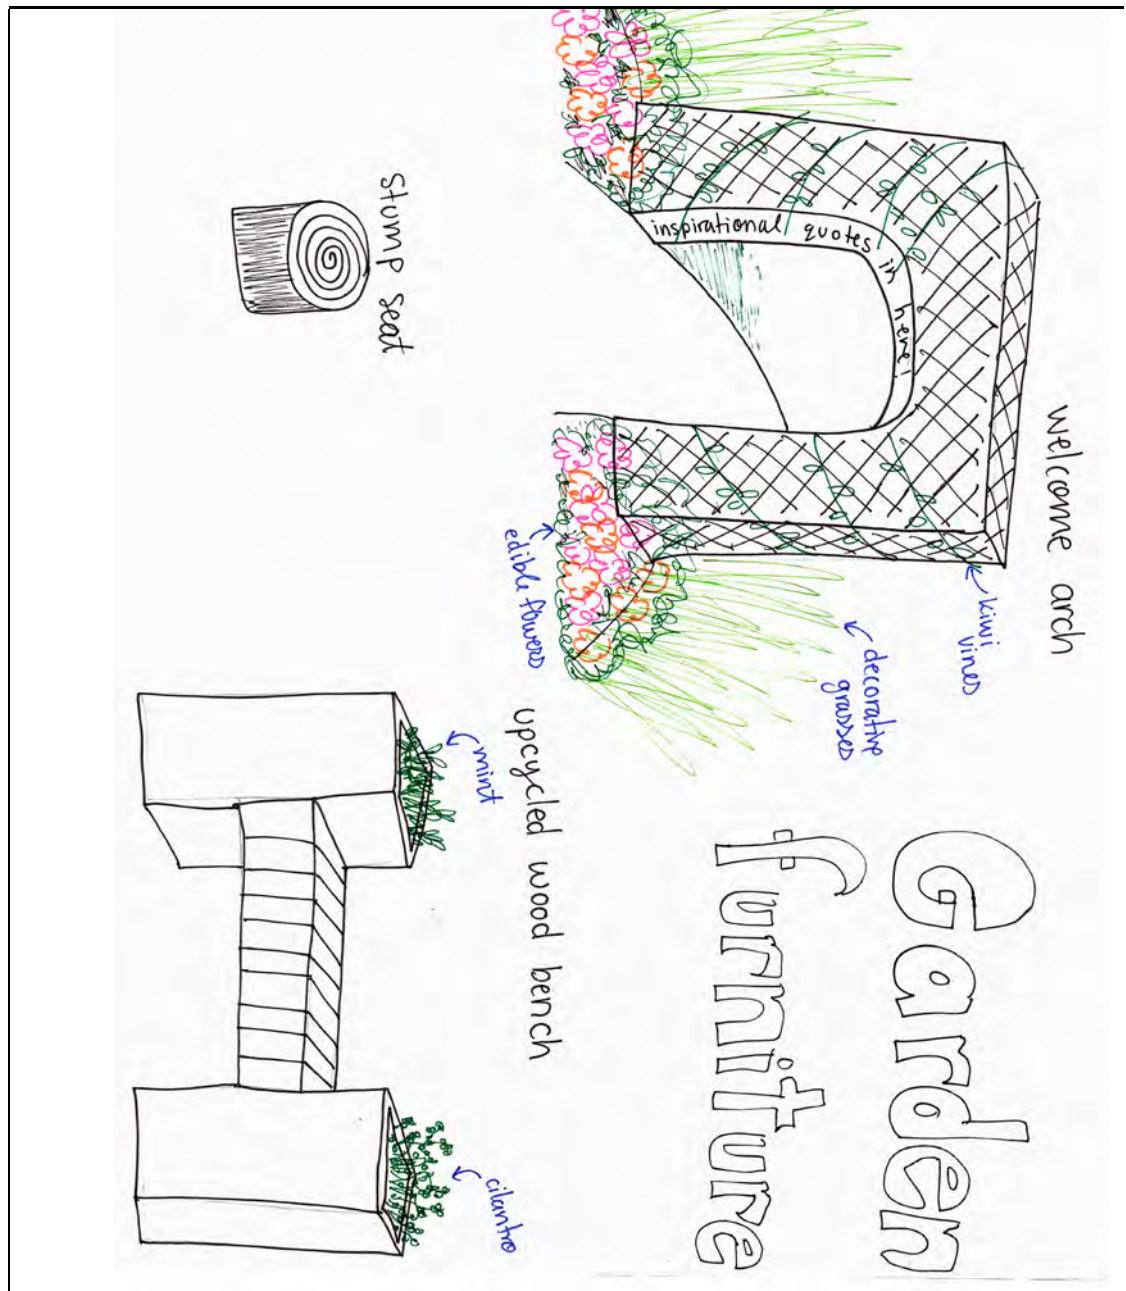 Garden
furniture
welcome arch
kiwi
vines
decorative
grasses
inspirational quotes in here!
edible flowers
stump seat
upcycled wood bench
mint
cilantro